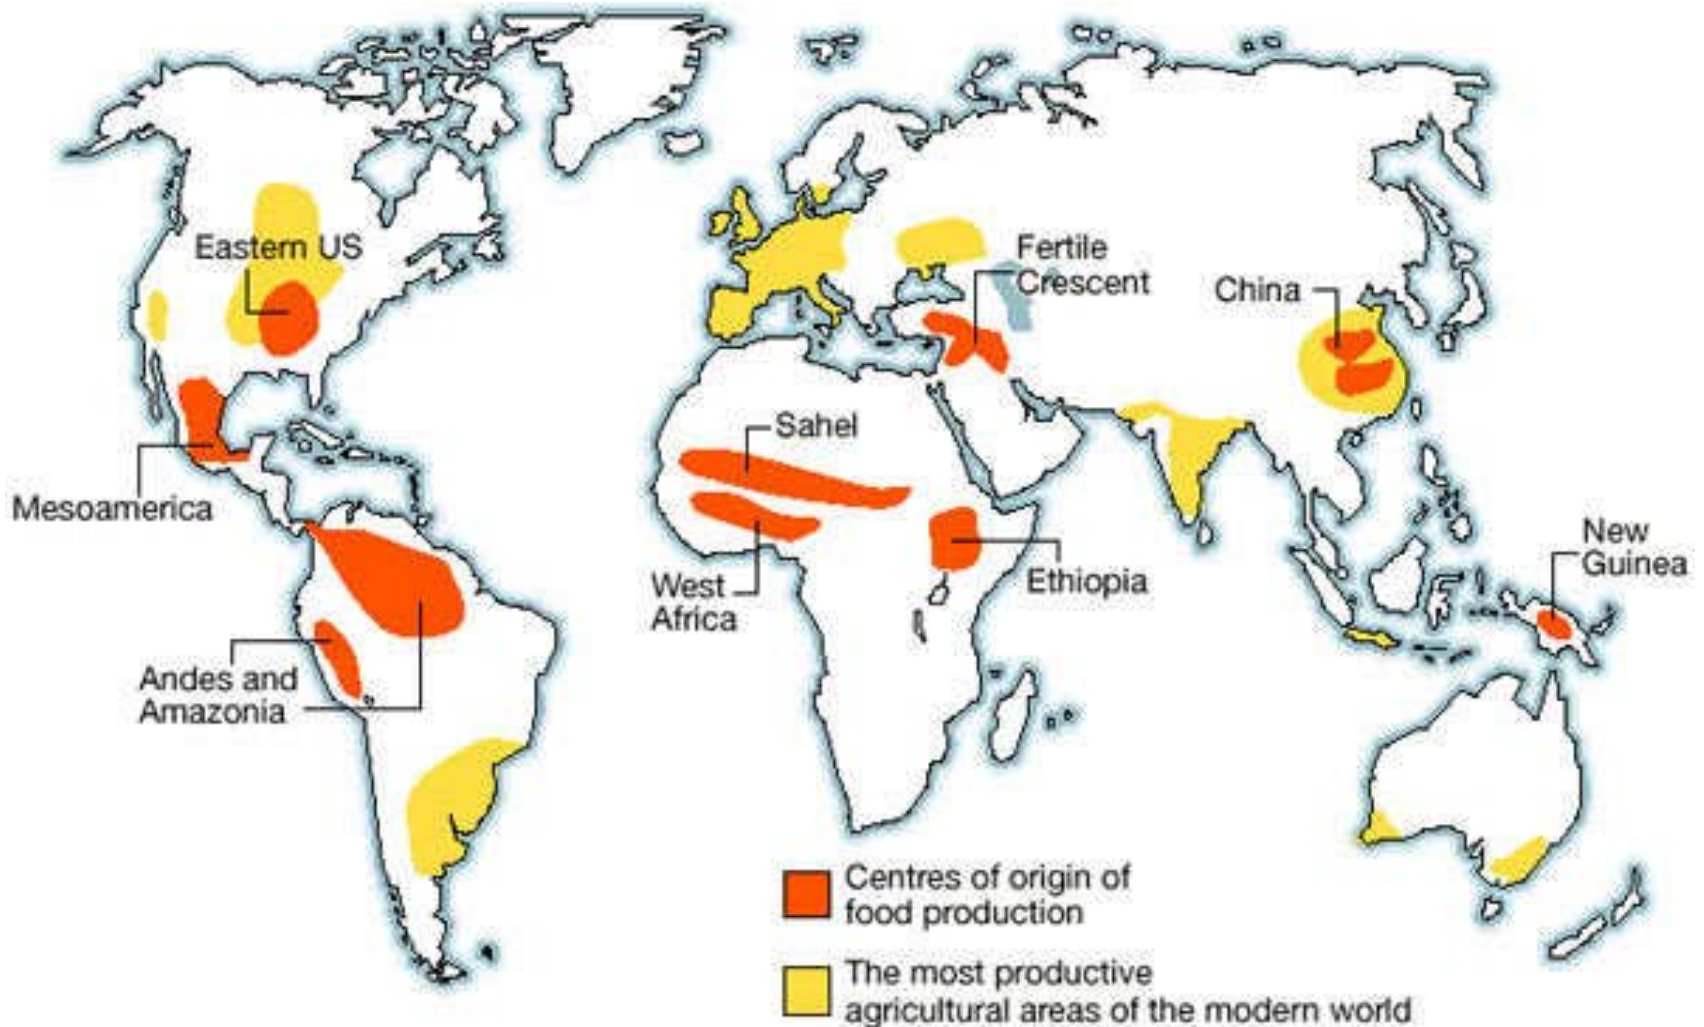 Eastern US
Fertile
Crescent
China
Sahel
Mesoamerica
New
Guinea
West
Africa
Ethiopia
Andes and
Amazonia
Centres of origin of
food production
The most productive
agricultural areas of the modern world